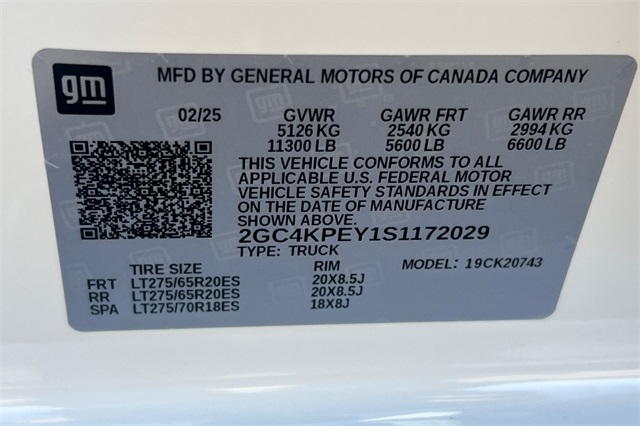 gm
MFD BY GENERAL MOTORS OF CANADA COMPANY
02/25 GVWR GAWR FRT GAWR RR
5126 KG 2540 KG 2994 KG
11300 LB 5600 LB 6600 LB
THIS VEHICLE CONFORMS TO ALL
APPLICABLE U.S. FEDERAL MOTOR
VEHICLE SAFETY STANDARDS IN EFFECT
ON THE DATE OF MANUFACTURE
SHOWN ABOVE.
2GC4KPEY1S1172029
TYPE: TRUCK
TIRE SIZE RIM MODEL: 19CK20743
FRT LT275/65R20ES 20X8.5J
RR LT275/65R20ES 20X8.5J
SPA LT275/70R18ES 18X8J